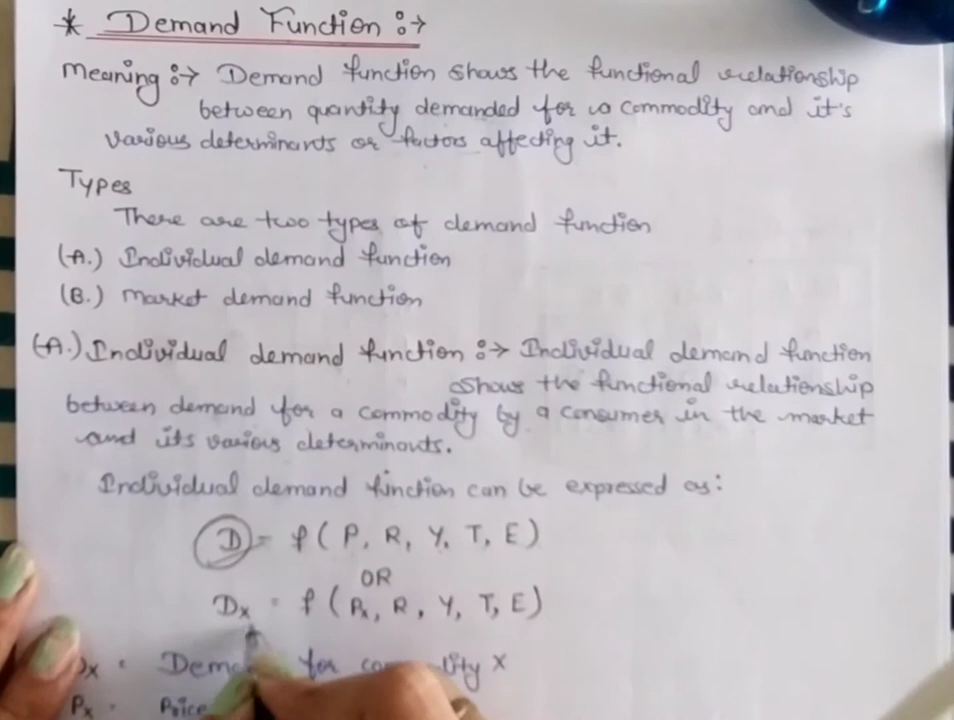 * Demand Function :→
Meaning :→ Demand function shows the functional relationship
between quantity demanded for a commodity and it's
various determinants or factors affecting it.
Types
There are two types of demand function
(A.) Individual demand function
(B.) Market demand function
(A.) Individual demand function :→ Individual demand function
shows the functional relationship
between demand for a commodity by a consumer in the market
and its various determinants.
Individual demand function can be expressed as:
D = f ( P, R, Y, T, E )
OR
Dx = f ( Px, R, Y, T, E )
Dx = for x
Px = Price